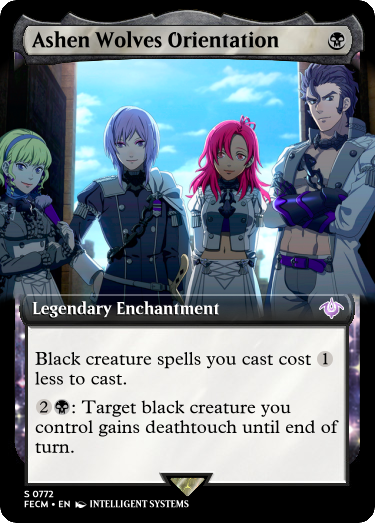 Ashen Wolves Orientation
Legendary Enchantment
Black creature spells you cast cost 1
less to cast.
2 : Target black creature you
control gains deathtouch until end of
turn.
S 0772
FECM • EN INTELLIGENT SYSTEMS